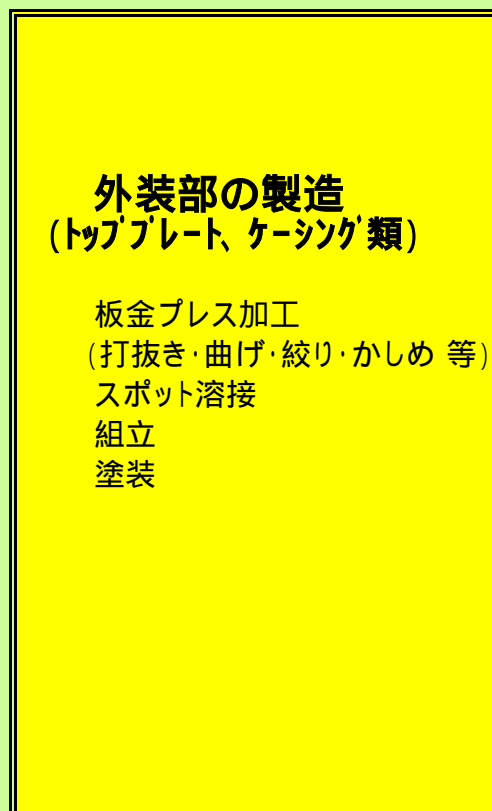 外装部の製造
(ﾄｯﾌﾟﾌﾟﾚｰﾄ、ｹｰｼﾝｸﾞ類)
板金プレス加工
(打抜き･曲げ･絞り･かしめ 等)
スポット溶接
組立
塗装